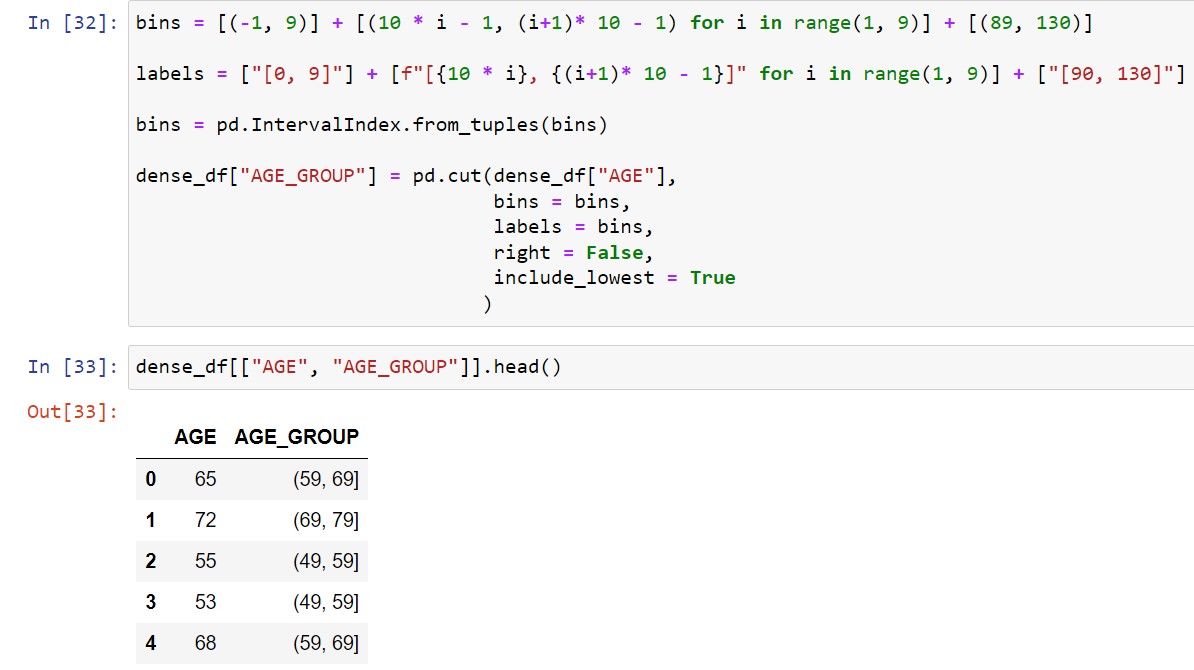 In [32]: bins = [(-1, 9)] + [(10 * i - 1, (i+1)* 10 - 1) for i in range(1, 9)] + [(89, 130)]
labels = ["[0, 9]"] + [f"[{10 * i}, {(i+1)* 10 - 1}]" for i in range(1, 9)] + ["[90, 130]"]
bins = pd.IntervalIndex.from_tuples(bins)
dense_df["AGE_GROUP"] = pd.cut(dense_df["AGE"],
bins = bins,
labels = bins,
right = False,
include_lowest = True
)
In [33]: dense_df[["AGE", "AGE_GROUP"]].head()
Out[33]:
AGE AGE_GROUP
0 65 (59, 69]
1 72 (69, 79]
2 55 (49, 59]
3 53 (49, 59]
4 68 (59, 69]